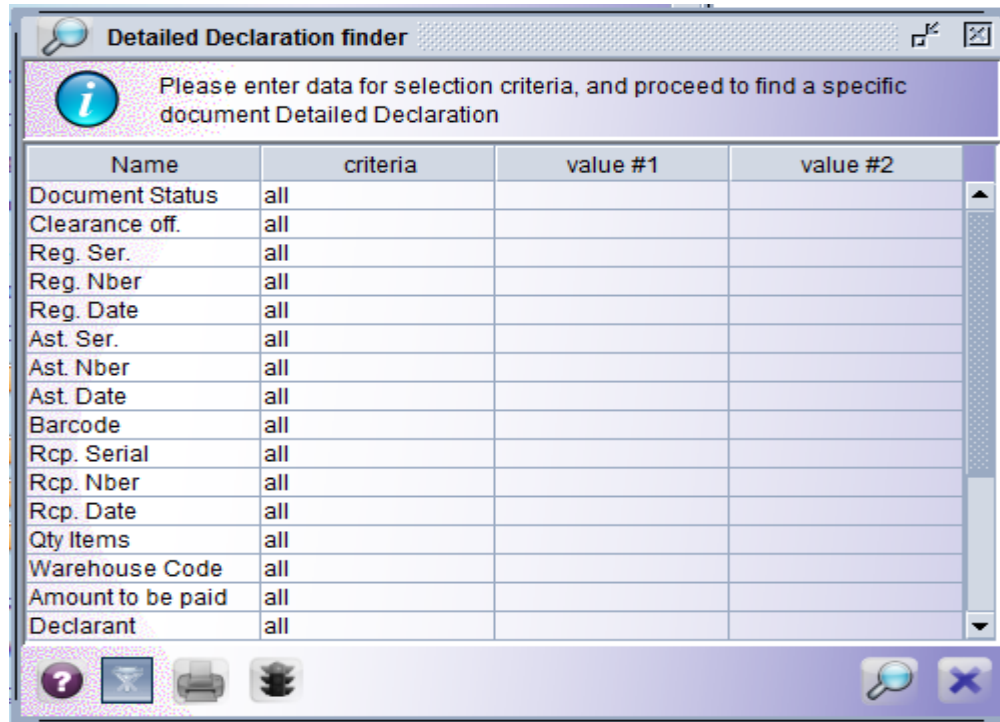 Detailed Declaration finder
Please enter data for selection criteria, and proceed to find a specific
document Detailed Declaration
Name criteria value #1 value #2
Document Status all
Clearance off. all
Reg. Ser. all
Reg. Nber all
Reg. Date all
Ast. Ser. all
Ast. Nber all
Ast. Date all
Barcode all
Rcp. Serial all
Rcp. Nber all
Rcp. Date all
Qty Items all
Warehouse Code all
Amount to be paid all
Declarant all